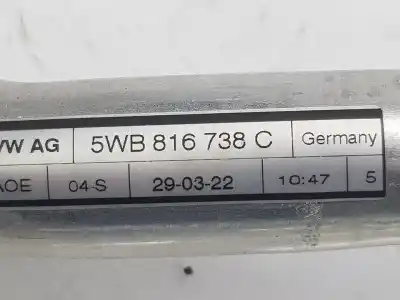 VW AG 5WB 816 738 C Germany
AOE 04-S 29-03-22 10:47 5